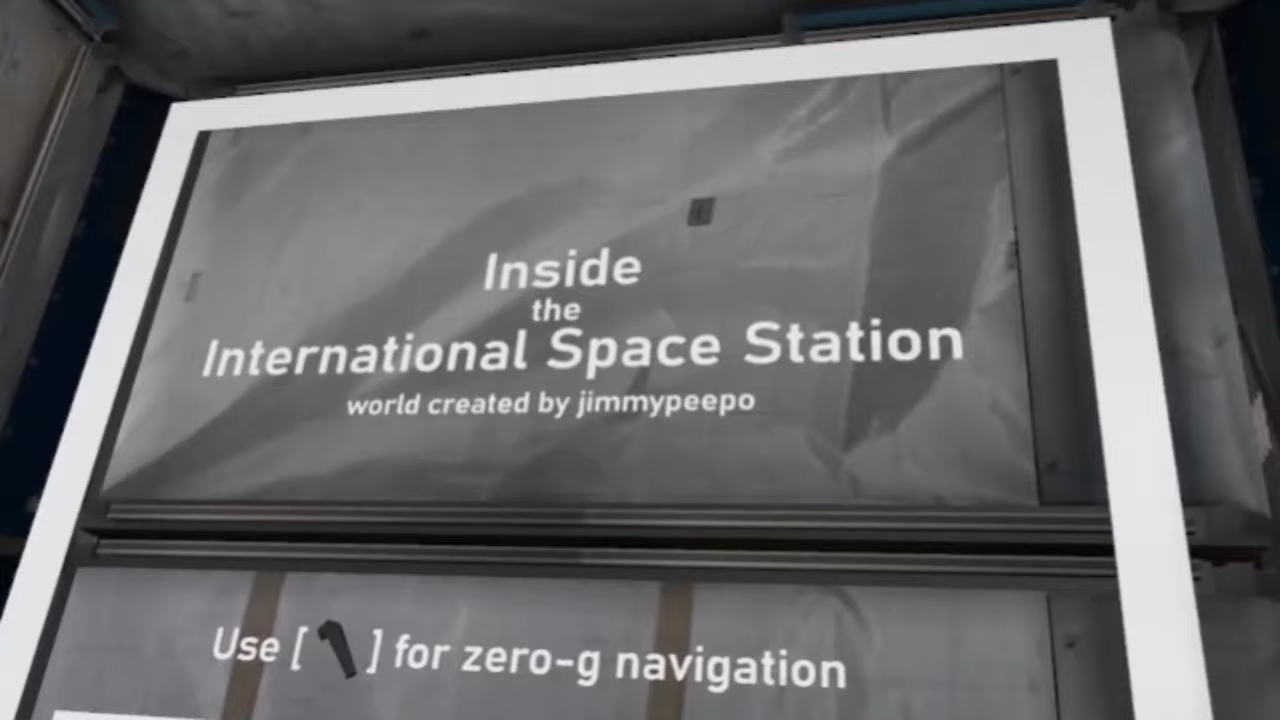 Inside
the
International Space Station
world created by jimmypeepo
Use [ ] for zero-g navigation